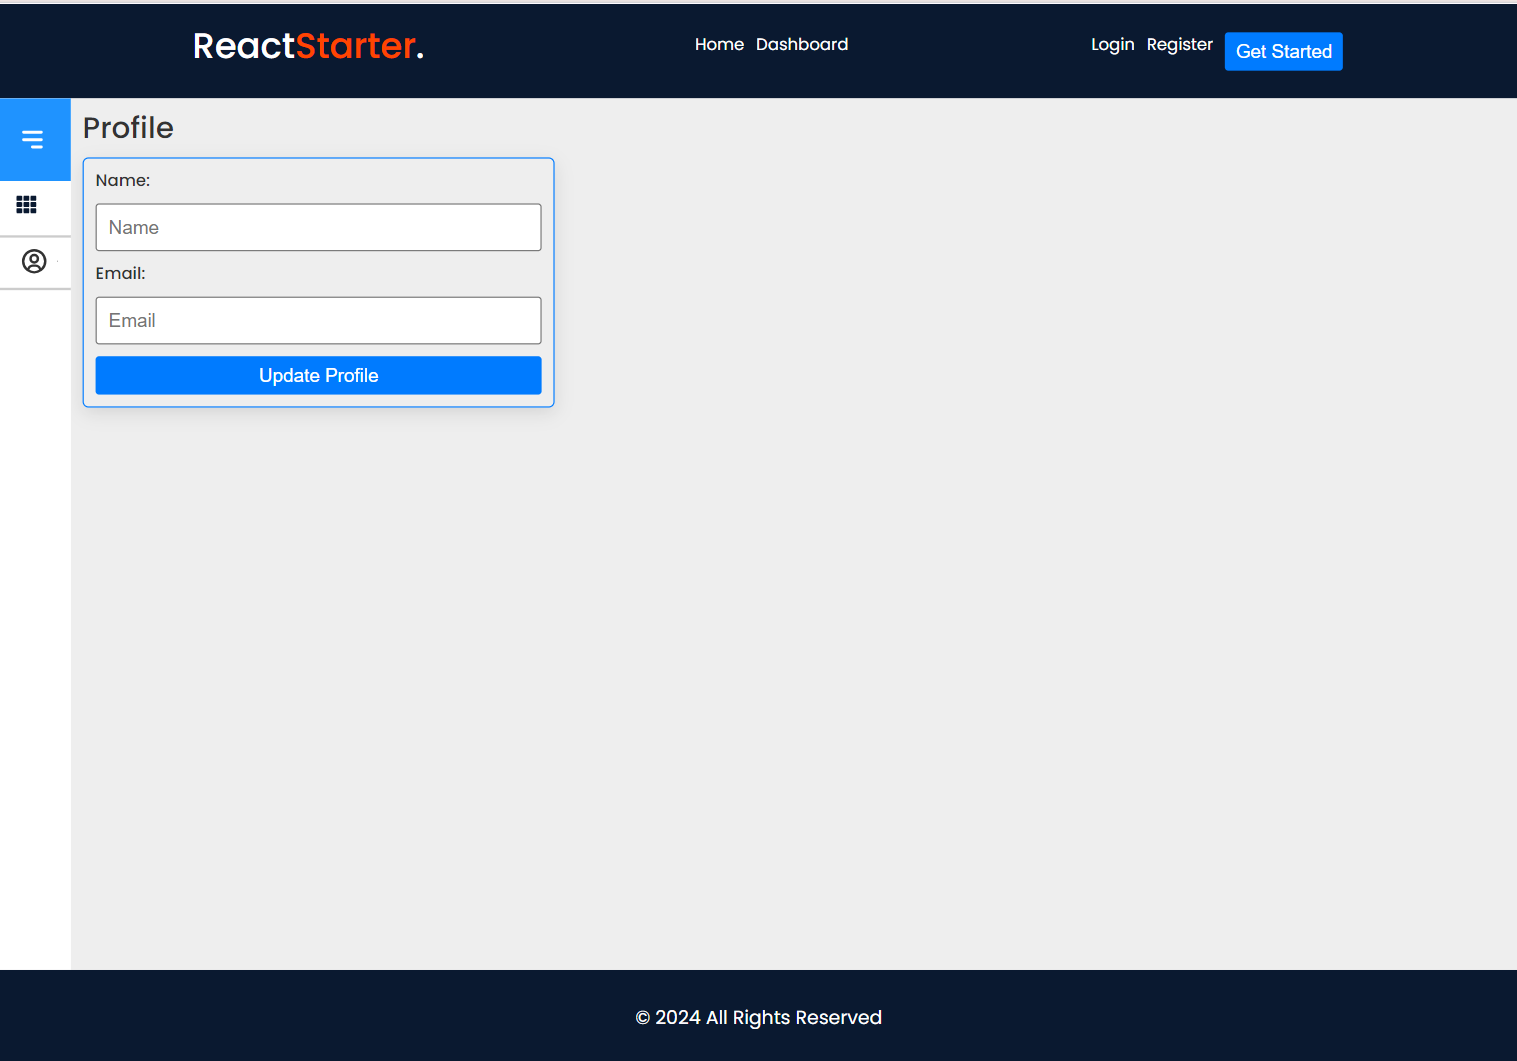 ReactStarter.
Home Dashboard
Login Register Get Started
Profile
Name:
Name
Email:
Email
Update Profile
© 2024 All Rights Reserved